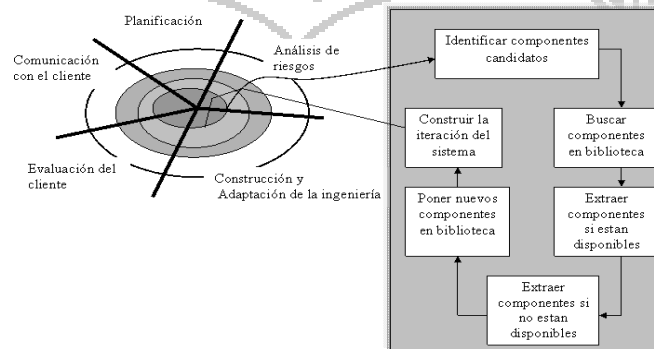 Planificación
Comunicación
con el cliente
Análisis de
riesgos
Evaluación del
cliente
Construcción y
Adaptación de la ingeniería
Identificar componentes
candidatos
Construir la
iteración del
sistema
Buscar
componentes
en biblioteca
Poner nuevos
componentes
en biblioteca
Extraer
componentes
si estan
disponibles
Extraer
componentes si
no estan
disponibles